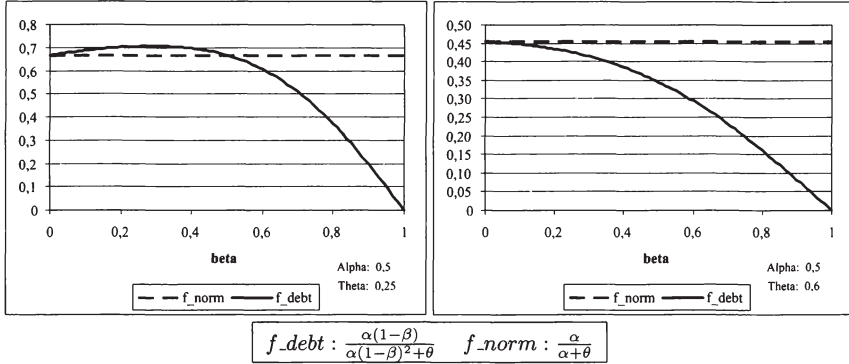 0,8
0,7
0,6
0,5
0,4
0,3
0,2
0,1
0
0 0,2 0,4 0,6 0,8 1
beta
Alpha: 0,5
Theta: 0,25
f_norm f_debt
0,50
0,45
0,40
0,35
0,30
0,25
0,20
0,15
0,10
0,05
0
0 0,2 0,4 0,6 0,8 1
beta
Alpha: 0,5
Theta: 0,6
f_norm f_debt
f_debt : α(1−β) / α(1−β)²+θ f_norm : α / α+θ